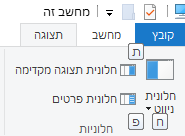 מחשב זה
קובץ
מחשב
תצוגה
ת
חלונית תצוגה מקדימה
חלונית פרטים
חלונית
ניווט
ח
פ
חלוניות